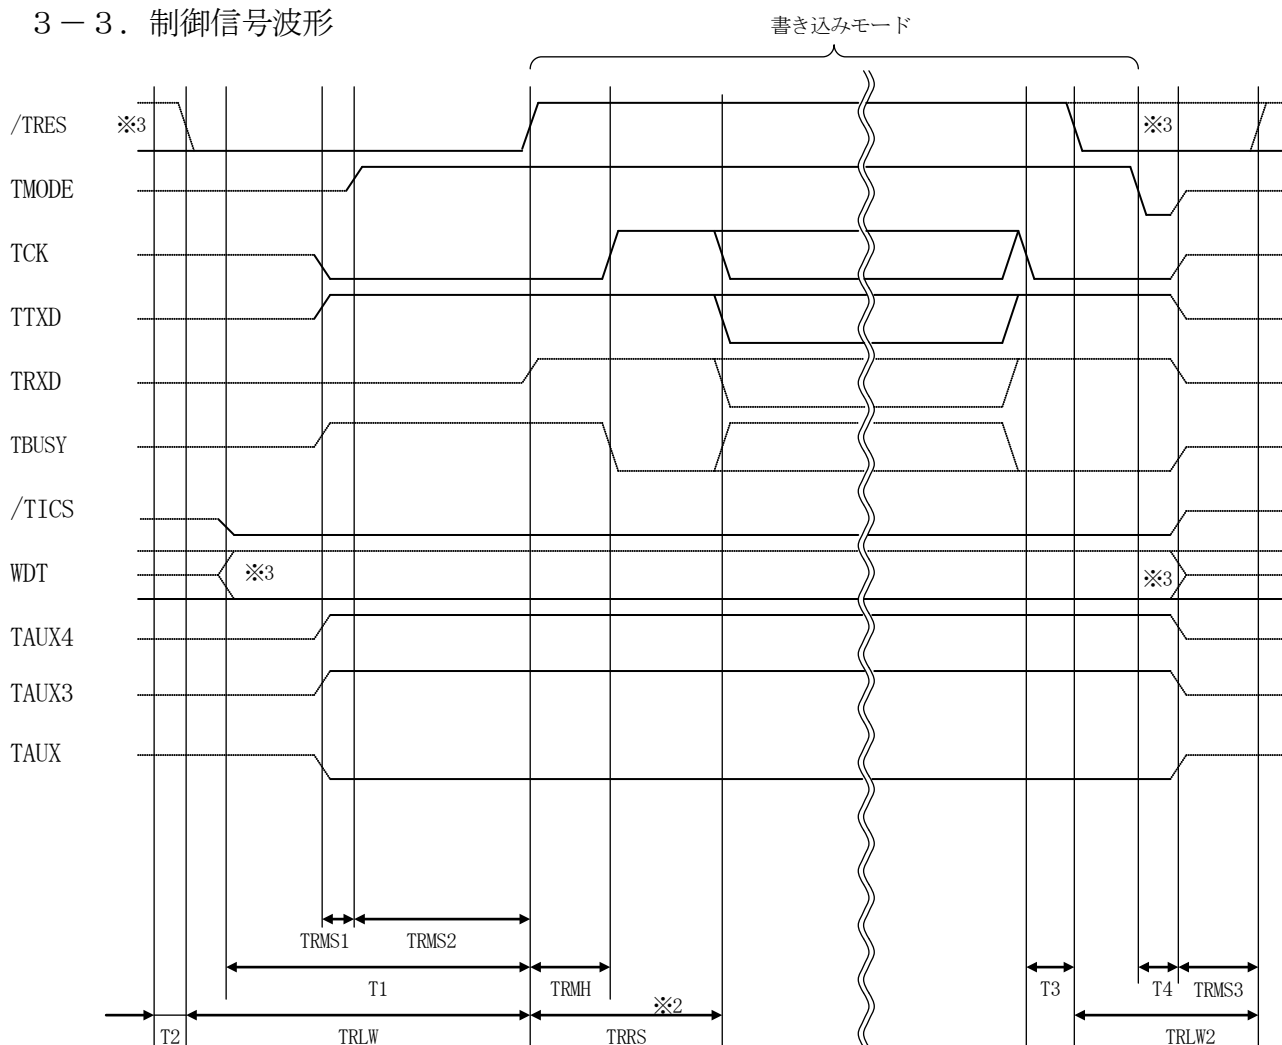 3-3．制御信号波形
書き込みモード
/TRES ※3 ※3
TMODE
TCK
TTXD
TRXD
TBUSY
/TICS
WDT ※3 ※3
TAUX4
TAUX3
TAUX
TRMS1 TRMS2
T1 TRMH T3 T4 TRMS3
※2
T2 TRLW TRRS TRLW2